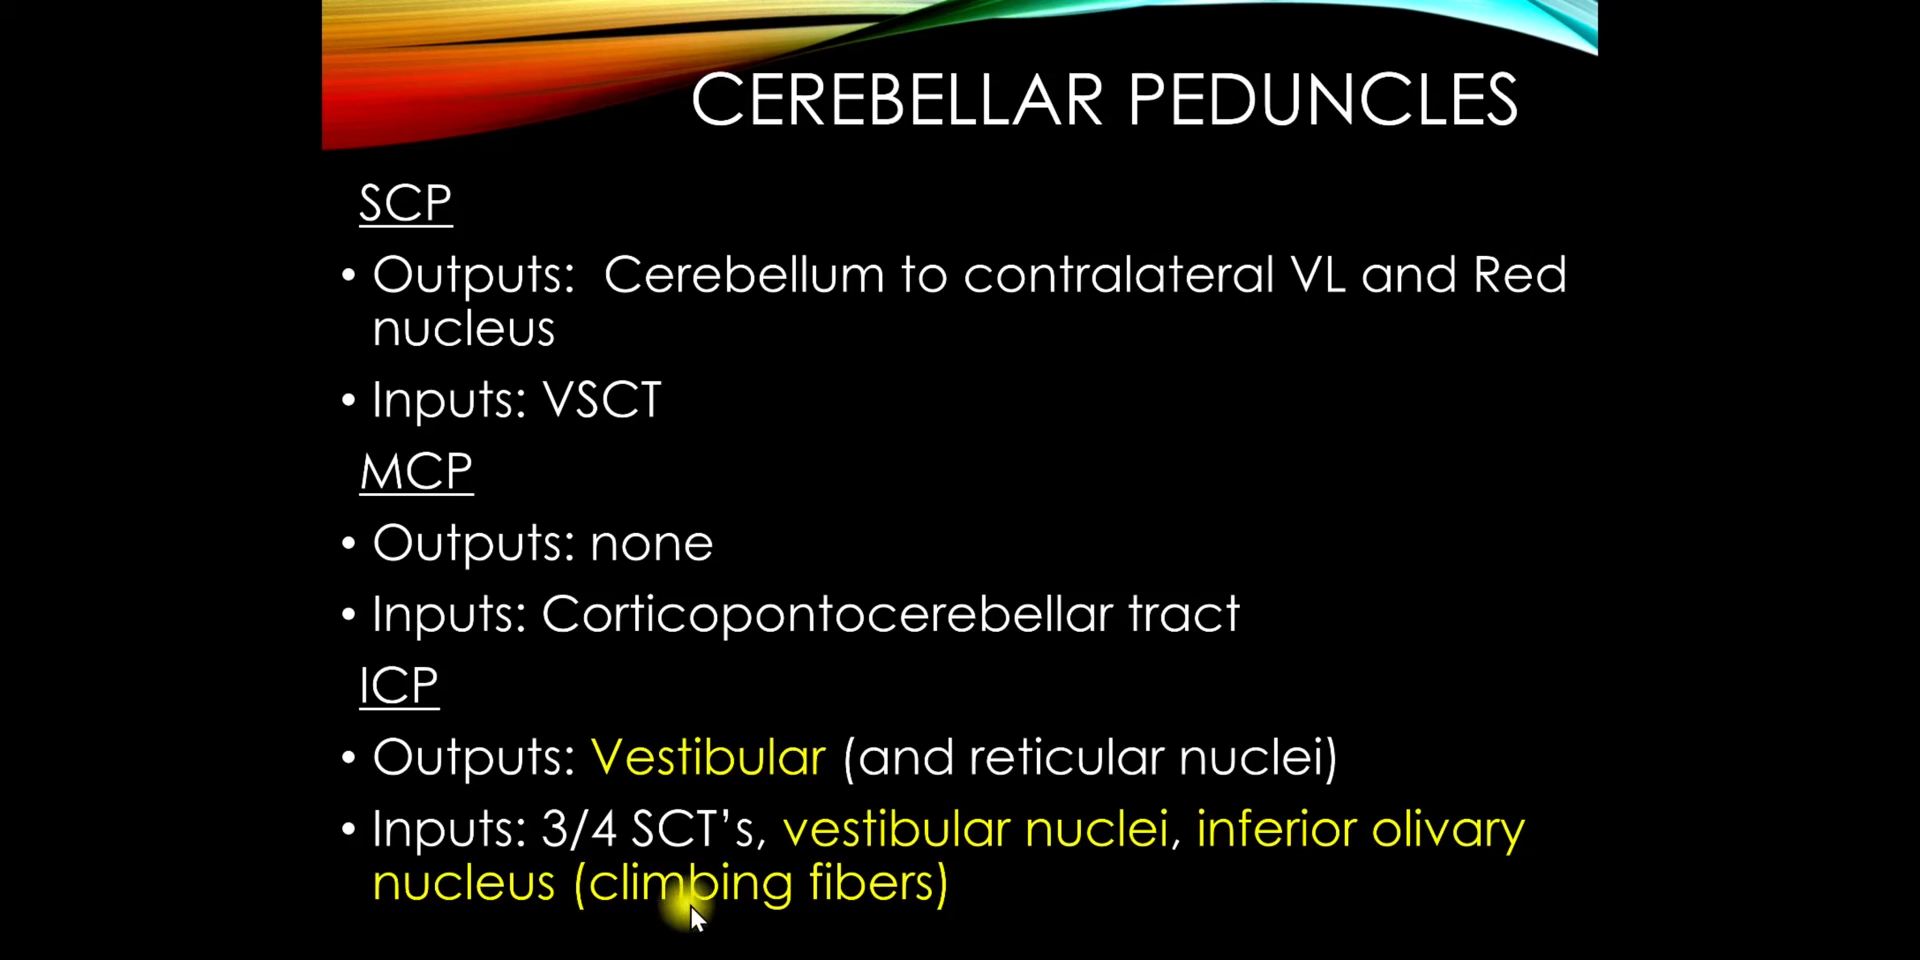 CEREBELLAR PEDUNCLES
SCP
• Outputs:  Cerebellum to contralateral VL and Red
nucleus
• Inputs: VSCT
MCP
• Outputs: none
• Inputs: Corticopontocerebellar tract
ICP
• Outputs: Vestibular (and reticular nuclei)
• Inputs: 3/4 SCT’s, vestibular nuclei, inferior olivary
nucleus (climbing fibers)